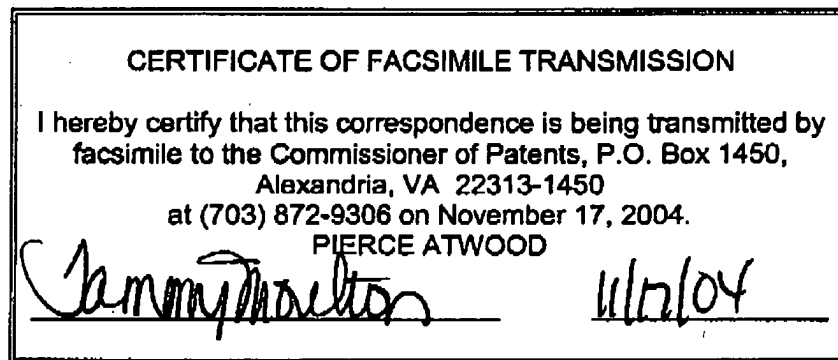 CERTIFICATE OF FACSIMILE TRANSMISSION
I hereby certify that this correspondence is being transmitted by
facsimile to the Commissioner of Patents, P.O. Box 1450,
Alexandria, VA 22313-1450
at (703) 872-9306 on November 17, 2004.
PIERCE ATWOOD
Tammy Moulton 11/17/04